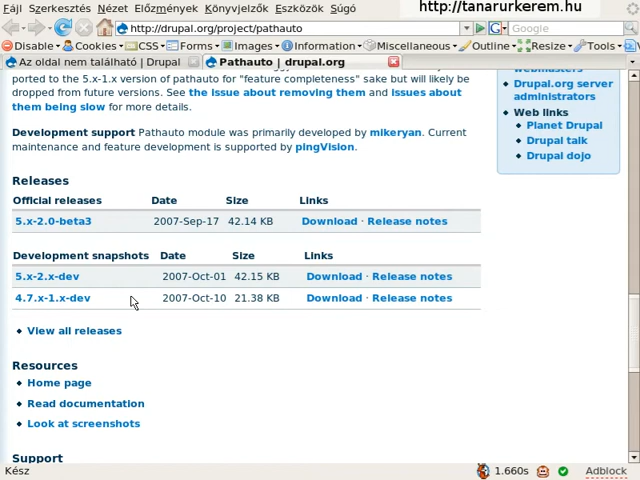 Fájl Szerkesztés Nézet Előzmények Könyvjelzők Eszközök Súgó http://tanarurkerem.hu
http://drupal.org/project/pathauto Google
Disable Cookies CSS Forms Images Information Miscellaneous Outline Resize Tools
Az oldal nem található | Drupal Pathauto | drupal.org
ported to the 5.x-1.x version of pathauto for "feature completeness" sake but will likely be
dropped from future versions. See the issue about removing them and issues about
them being slow for more details.
Development support Pathauto module was primarily developed by mikeryan. Current
maintenance and feature development is supported by pingVision.
Releases
Official releases Date Size Links
5.x-2.0-beta3 2007-Sep-17 42.14 KB Download · Release notes
Development snapshots Date Size Links
5.x-2.x-dev 2007-Oct-01 42.15 KB Download · Release notes
4.7.x-1.x-dev 2007-Oct-10 21.38 KB Download · Release notes
View all releases
Resources
Home page
Read documentation
Look at screenshots
Support
webmasters
Drupal.org server
administrators
Web links
Planet Drupal
Drupal talk
Drupal dojo
Kész 1.660s Adblock